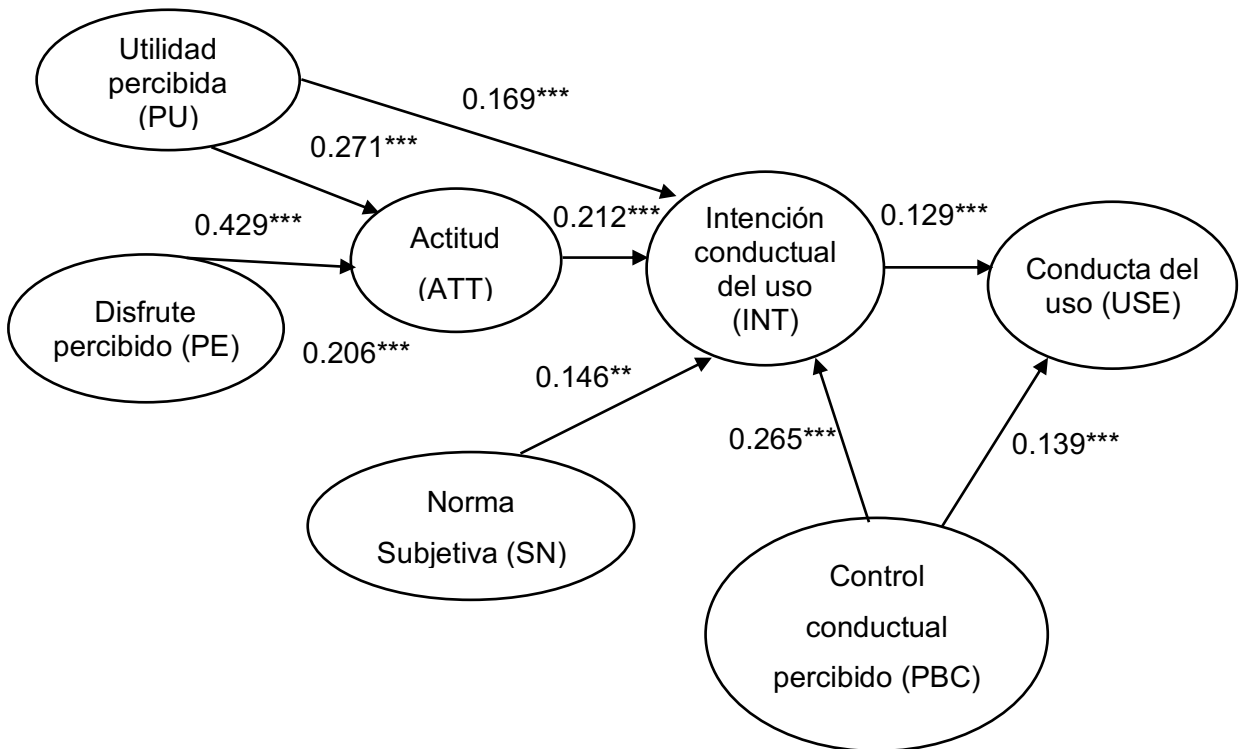 Utilidad
percibida
(PU)
0.169***
0.271***
0.429***
Actitud
(ATT)
0.212***
Intención
conductual
del uso
(INT)
0.129***
Conducta del
uso (USE)
Disfrute
percibido (PE)
0.206***
0.146**
0.265***
0.139***
Norma
Subjetiva (SN)
Control
conductual
percibido (PBC)